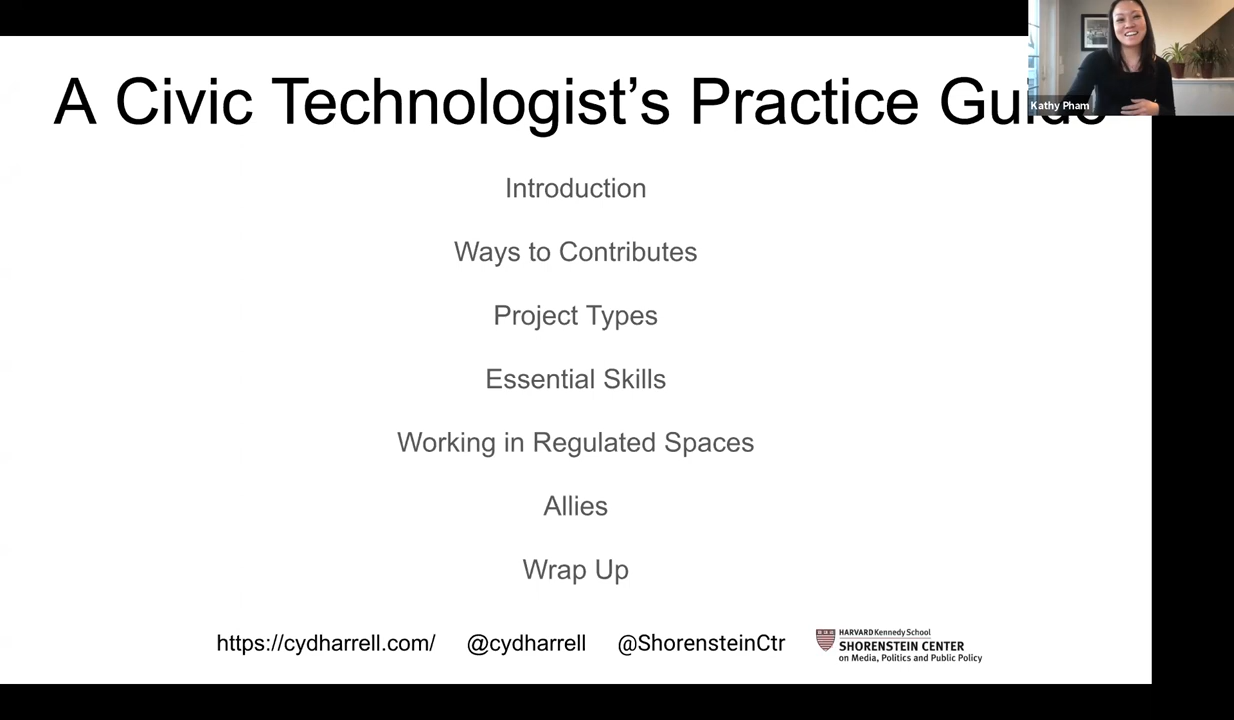 A Civic Technologist's Practice Guide
Kathy Pham
Introduction
Ways to Contributes
Project Types
Essential Skills
Working in Regulated Spaces
Allies
Wrap Up
https://cydharrell.com/ @cydharrell @ShorensteinCtr
HARVARD Kennedy School
SHORENSTEIN CENTER
on Media, Politics and Public Policy